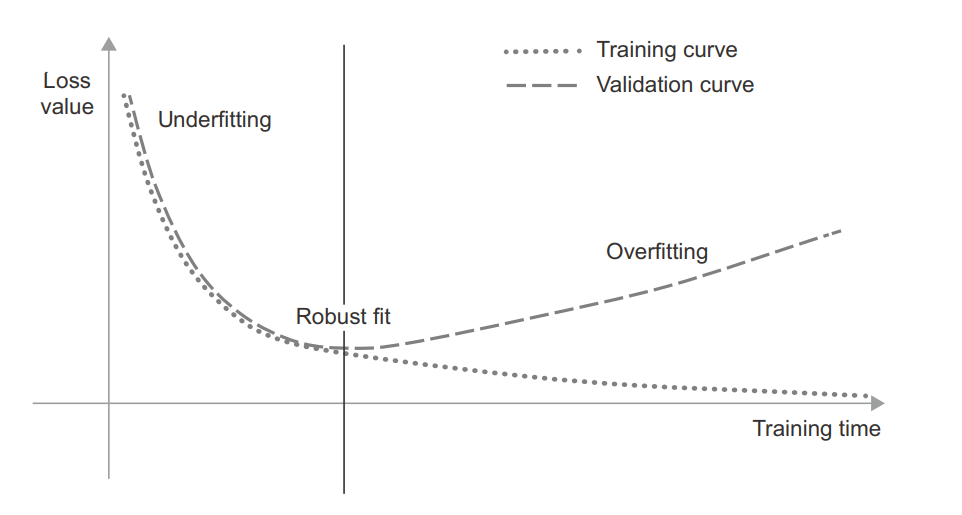 Loss
value
Underfitting
Training curve
Validation curve
Overfitting
Robust fit
Training time